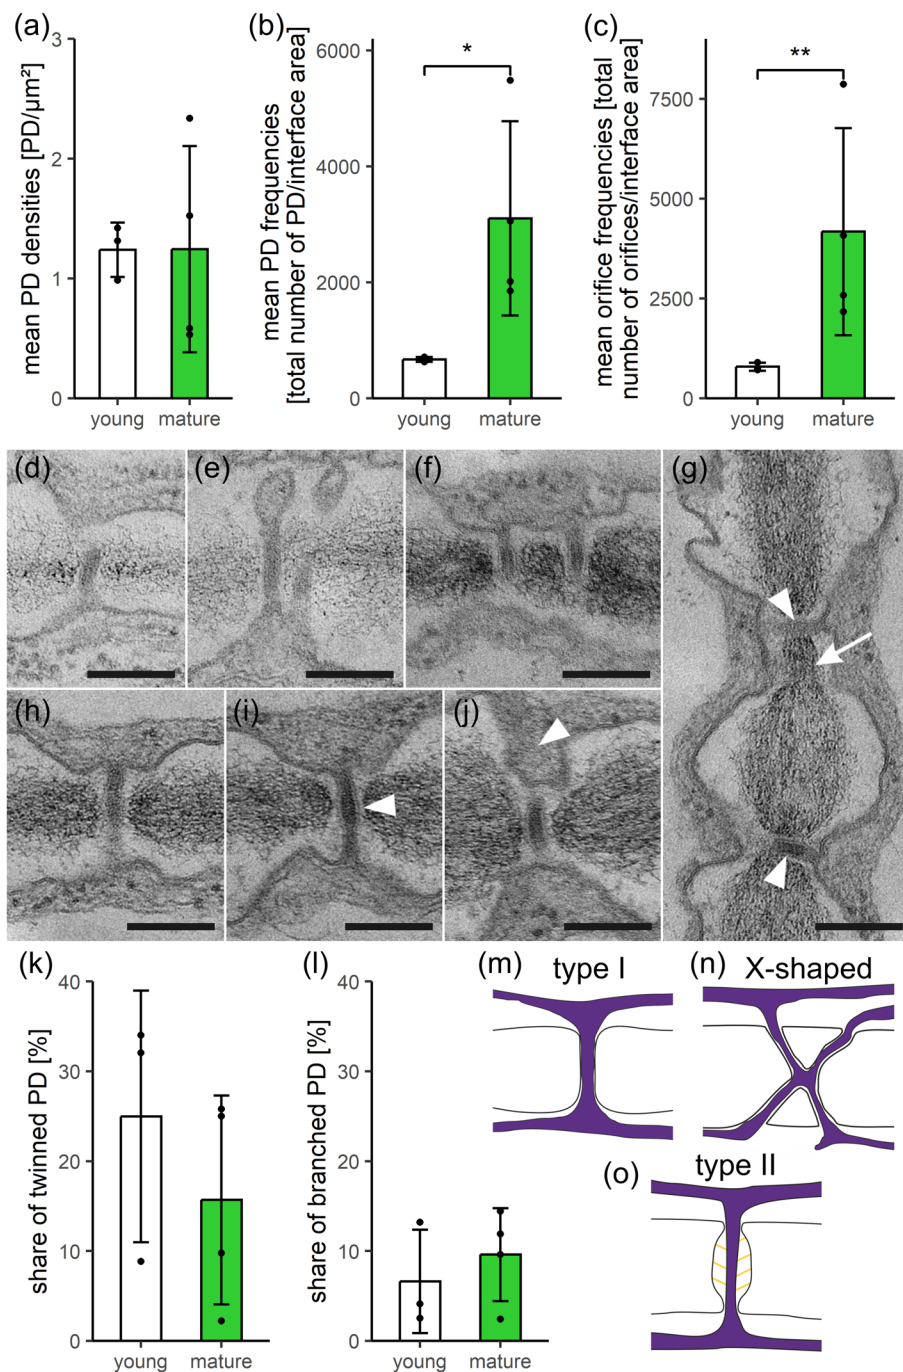 (a)
mean PD densities [PD/µm²]
3
2
1
0
young mature
(b)
mean PD frequencies
[total number of PD/interface area]
6000
4000
2000
0
*
young mature
(c)
mean orifice frequencies [total
number of orifices/interface area]
7500
5000
2500
0
**
young mature
(d)
(e)
(f)
(g)
(h)
(i)
(j)
(k)
share of twinned PD [%]
40
30
20
10
0
young mature
(l)
share of branched PD [%]
40
30
20
10
0
young mature
(m)
type I
(n)
X-shaped
(o)
type II